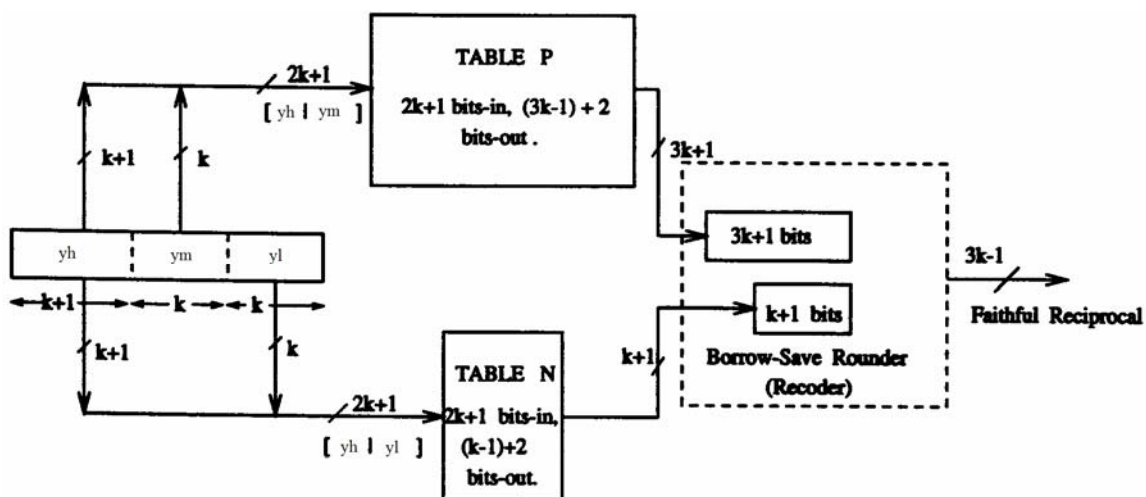 2k+1
[ yh | ym ]
TABLE P
2k+1 bits-in, (3k-1) + 2
bits-out .
k+1
k
3k+1
yh
ym
yl
k+1
k
k
3k+1 bits
3k-1
k+1 bits
Faithful Reciprocal
k+1
k
k+1
Borrow-Save Rounder
(Recoder)
2k+1
[ yh | yl ]
TABLE N
2k+1 bits-in,
(k-1)+2
bits-out.